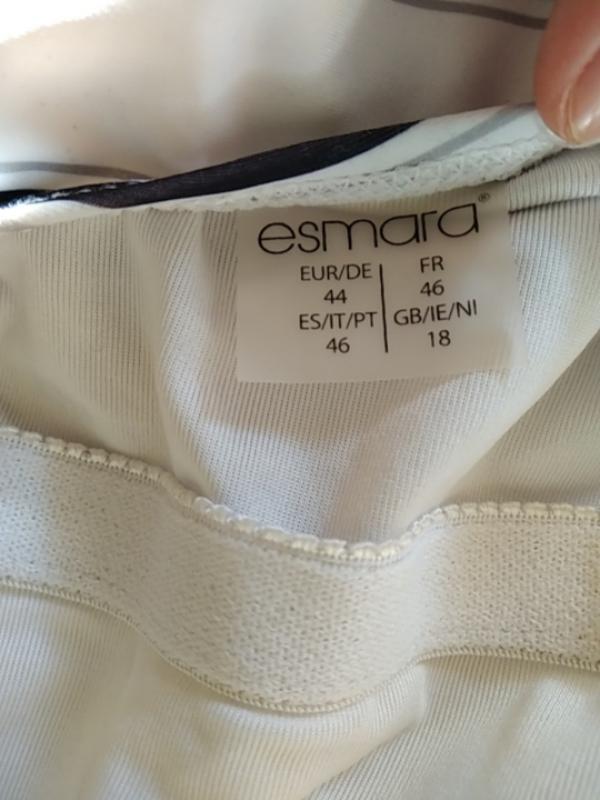 esmara®
EUR/DE FR
44 46
ES/IT/PT GB/IE/NI
46 18